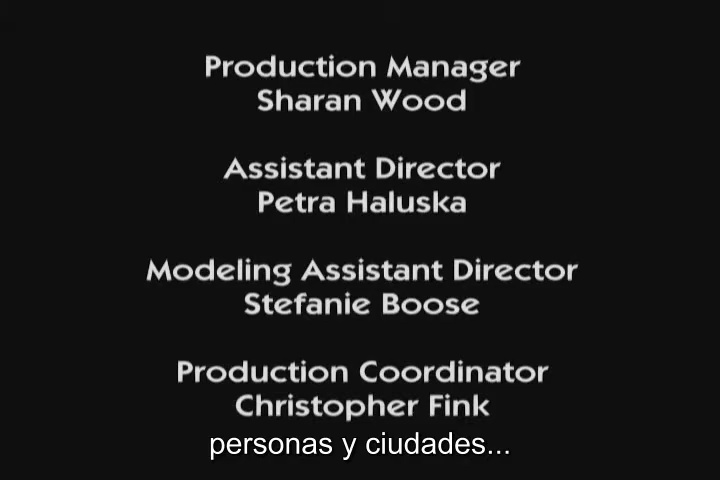 Production Manager
Sharan Wood
Assistant Director
Petra Haluska
Modeling Assistant Director
Stefanie Boose
Production Coordinator
Christopher Fink
personas y ciudades...